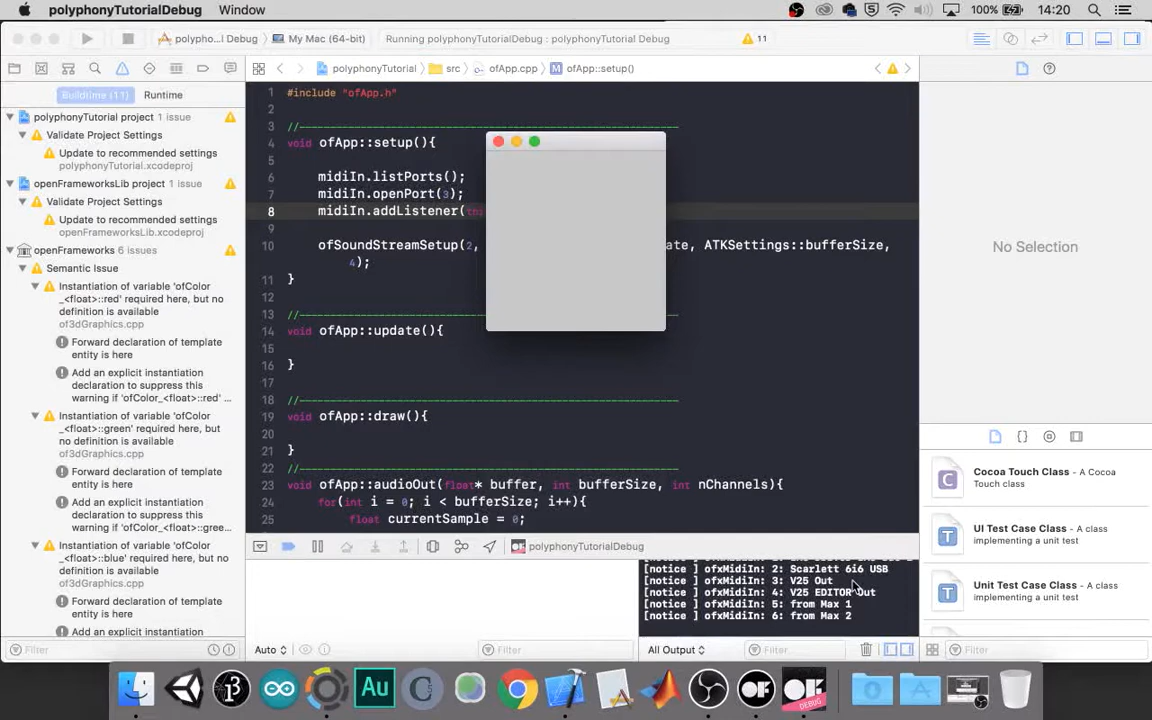 polyphonyTutorialDebug Window
100% 14:20
polypho...l Debug My Mac (64-bit) Running polyphonyTutorialDebug : polyphonyTutorial Debug 11
polyphonyTutorial src ofApp.cpp ofApp::setup()
Buildtime (11) Runtime
polyphonyTutorial project 1 issue
Validate Project Settings
Update to recommended settings
polyphonyTutorial.xcodeproj
openFrameworksLib project 1 issue
Validate Project Settings
Update to recommended settings
openFrameworksLib.xcodeproj
openFrameworks 6 issues
Semantic Issue
Instantiation of variable 'ofColor
_<float>::red' required here, but no
definition is available
of3dGraphics.cpp
Forward declaration of template
entity is here
Add an explicit instantiation
declaration to suppress this
warning if 'ofColor_<float>::red' ...
Instantiation of variable 'ofColor
_<float>::green' required here, but
no definition is available
of3dGraphics.cpp
Forward declaration of template
entity is here
Add an explicit instantiation
declaration to suppress this
warning if 'ofColor_<float>::gree...
Instantiation of variable 'ofColor
_<float>::blue' required here, but
no definition is available
of3dGraphics.cpp
Forward declaration of template
entity is here
Add an explicit instantiation
Filter
1 #include "ofApp.h"
2
3 //
4 void ofApp::setup(){
5
6 midiIn.listPorts();
7 midiIn.openPort(3);
8 midiIn.addListener(
9
10 ofSoundStreamSetup(2, ate, ATKSettings::bufferSize,
4);
11 }
12
13 //
14 void ofApp::update(){
15
16 }
17
18 //
19 void ofApp::draw(){
20
21 }
22 //
23 void ofApp::audioOut(float* buffer, int bufferSize, int nChannels){
24 for(int i = 0; i < bufferSize; i++){
25 float currentSample = 0;
polyphonyTutorialDebug
[notice ] ofxMidiIn: 2: Scarlett 6i6 USB
[notice ] ofxMidiIn: 3: V25 Out
[notice ] ofxMidiIn: 4: V25 EDITOR Out
[notice ] ofxMidiIn: 5: from Max 1
[notice ] ofxMidiIn: 6: from Max 2
Auto Filter All Output Filter
No Selection
Cocoa Touch Class - A Cocoa
Touch class
UI Test Case Class - A class
implementing a unit test
Unit Test Case Class - A class
implementing a unit test
Filter
Au
OF
OF
DEBUG